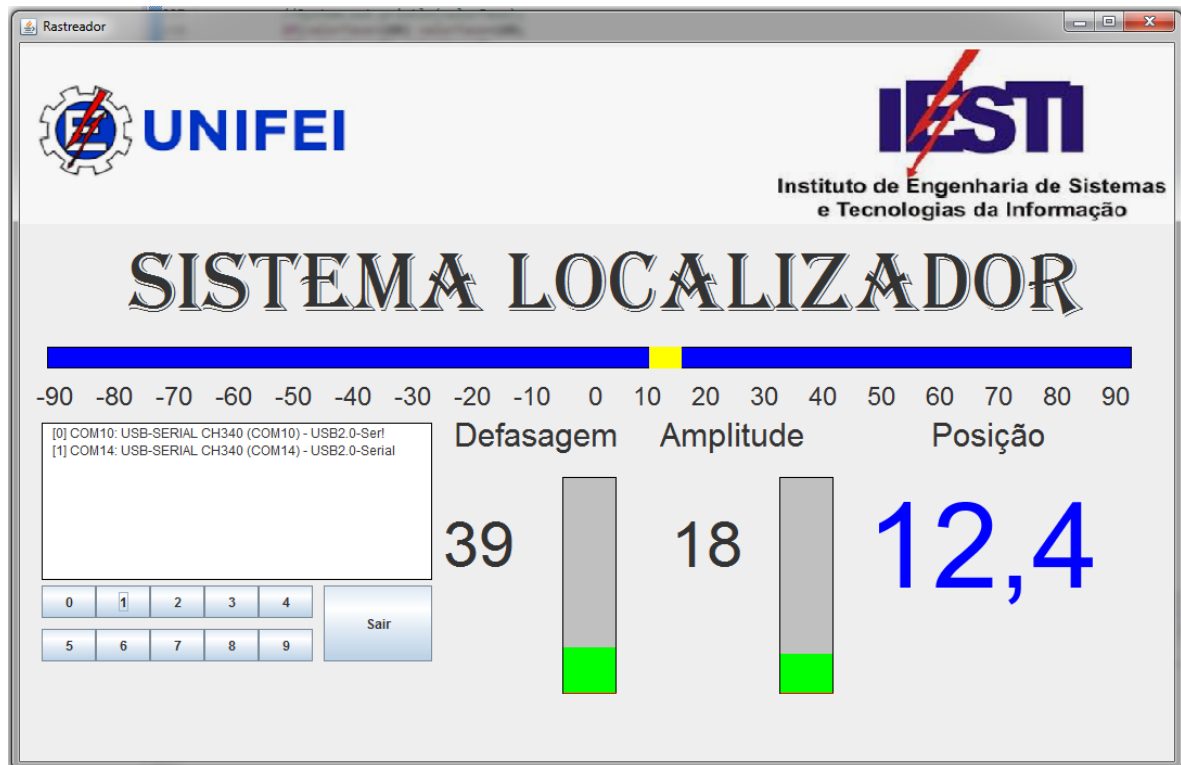 Rastreador
UNIFEI
IESTI
Instituto de Engenharia de Sistemas
e Tecnologias da Informação
SISTEMA LOCALIZADOR
-90 -80 -70 -60 -50 -40 -30 -20 -10 0 10 20 30 40 50 60 70 80 90
[0] COM10: USB-SERIAL CH340 (COM10) - USB2.0-Ser!
[1] COM14: USB-SERIAL CH340 (COM14) - USB2.0-Serial
Defasagem Amplitude Posição
39 18 12,4
0 1 2 3 4
Sair
5 6 7 8 9